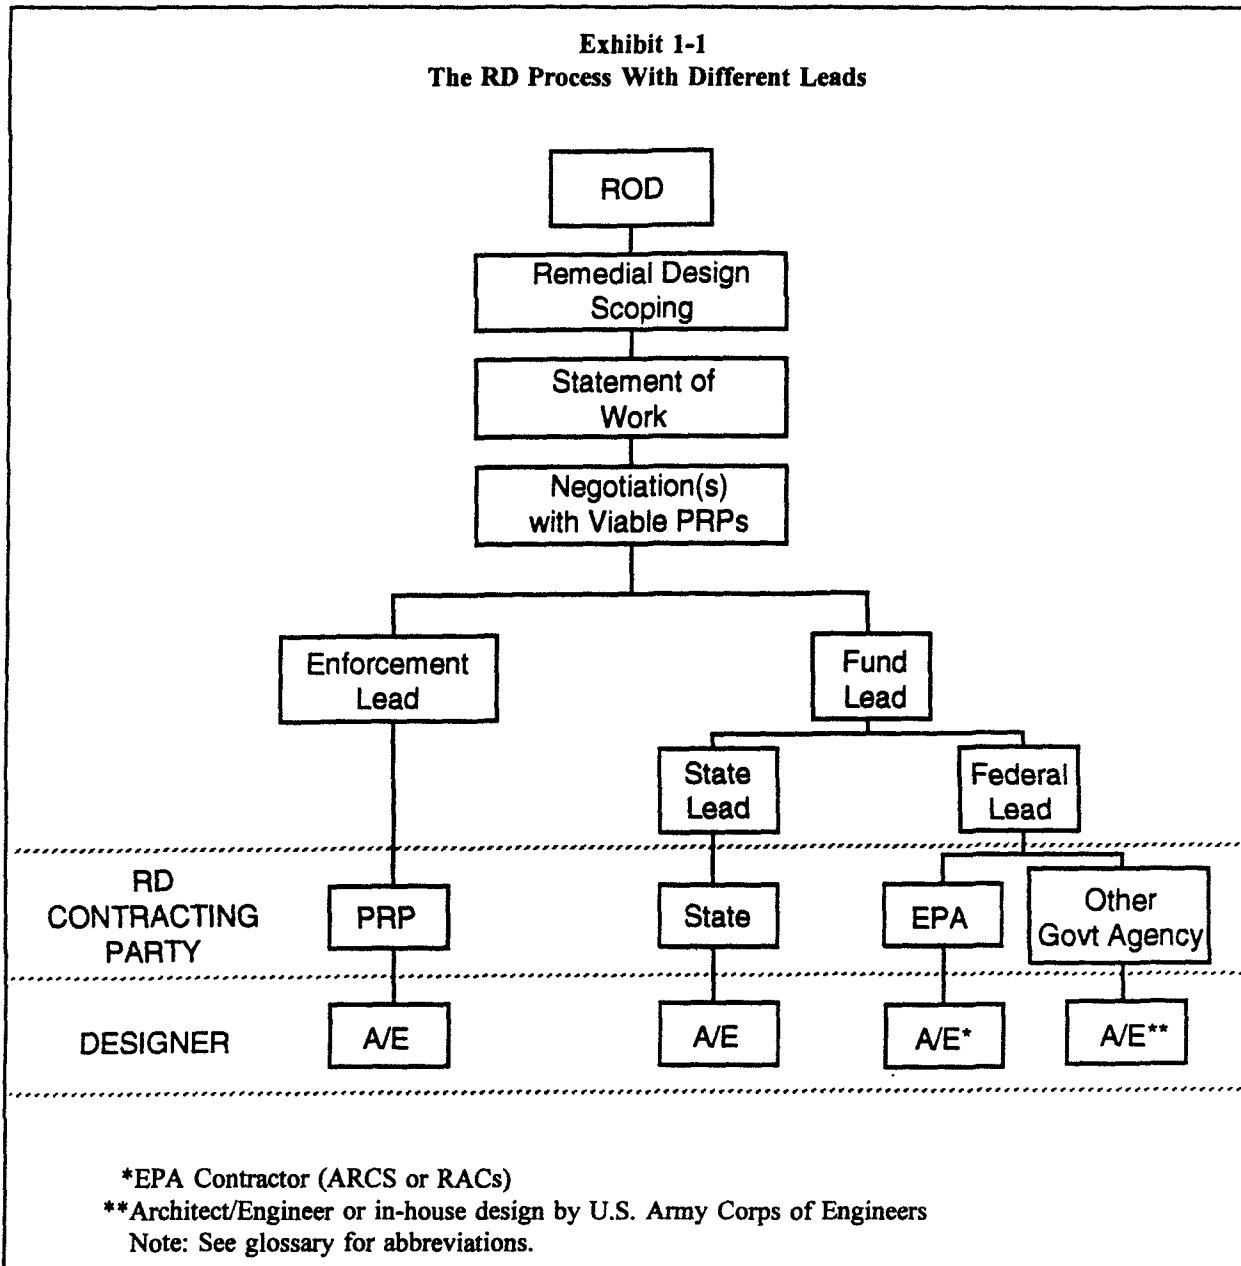 Exhibit 1-1
The RD Process With Different Leads
ROD
Remedial Design
Scoping
Statement of
Work
Negotiation(s)
with Viable PRPs
Enforcement
Lead
Fund
Lead
State
Lead
Federal
Lead
RD
CONTRACTING
PARTY
PRP
State
EPA
Other
Govt Agency
DESIGNER
A/E
A/E
A/E*
A/E**
*EPA Contractor (ARCS or RACs)
**Architect/Engineer or in-house design by U.S. Army Corps of Engineers
Note: See glossary for abbreviations.